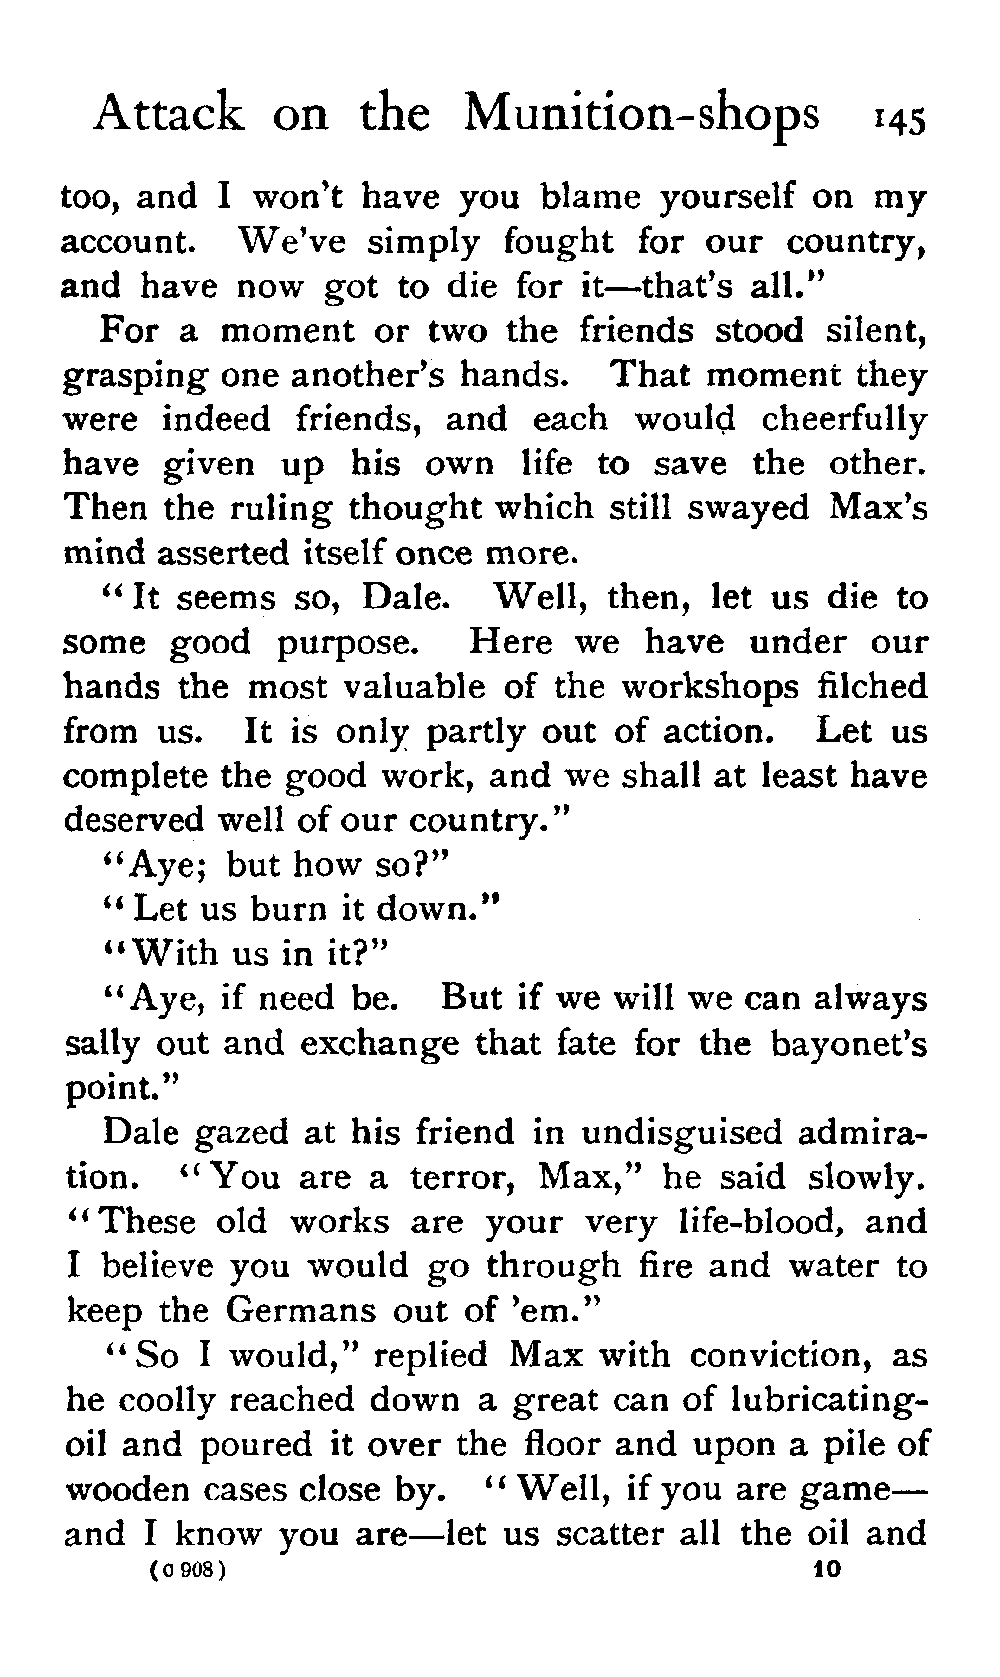 Attack on the Munition-shops 145
too, and I won't have you blame yourself on my
account. We've simply fought for our country,
and have now got to die for it—that's all."
For a moment or two the friends stood silent,
grasping one another's hands. That moment they
were indeed friends, and each would cheerfully
have given up his own life to save the other.
Then the ruling thought which still swayed Max's
mind asserted itself once more.
"It seems so, Dale. Well, then, let us die to
some good purpose. Here we have under our
hands the most valuable of the workshops filched
from us. It is only partly out of action. Let us
complete the good work, and we shall at least have
deserved well of our country."
"Aye; but how so?"
"Let us burn it down."
"With us in it?"
"Aye, if need be. But if we will we can always
sally out and exchange that fate for the bayonet's
point."
Dale gazed at his friend in undisguised admira-
tion. "You are a terror, Max," he said slowly.
"These old works are your very life-blood, and
I believe you would go through fire and water to
keep the Germans out of 'em."
"So I would," replied Max with conviction, as
he coolly reached down a great can of lubricating-
oil and poured it over the floor and upon a pile of
wooden cases close by. "Well, if you are game—
and I know you are—let us scatter all the oil and
(C 908) 10